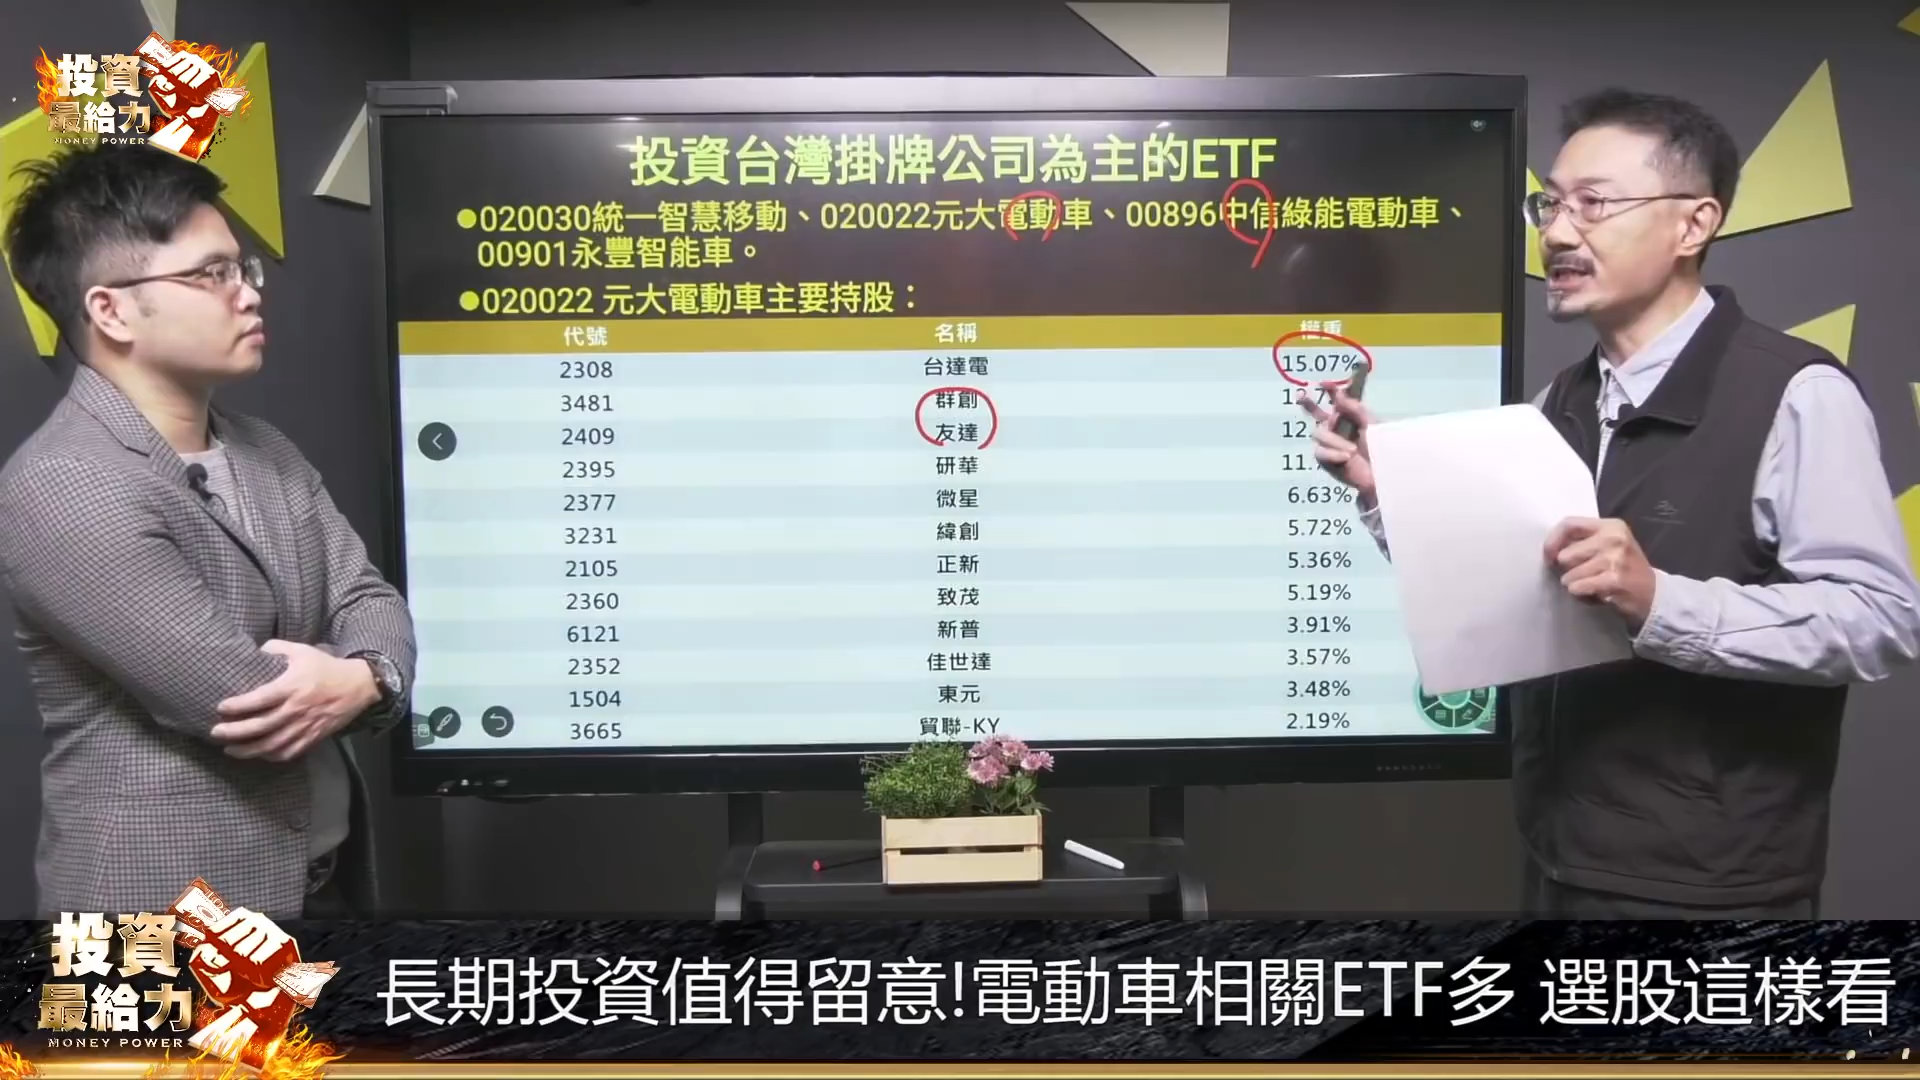 投資
最給力
MONEY POWER
投資台灣掛牌公司為主的ETF
●020030統一智慧移動、020022元大電動車、00896中信綠能電動車、
00901永豐智能車。
●020022 元大電動車主要持股：
代號 名稱 權重
2308 台達電 15.07%
3481 群創
2409 友達
2395 研華
2377 微星 6.63%
3231 緯創 5.72%
2105 正新 5.36%
2360 致茂 5.19%
6121 新普 3.91%
2352 佳世達 3.57%
1504 東元 3.48%
3665 貿聯-KY 2.19%
投資
最給力
MONEY POWER
長期投資值得留意!電動車相關ETF多 選股這樣看